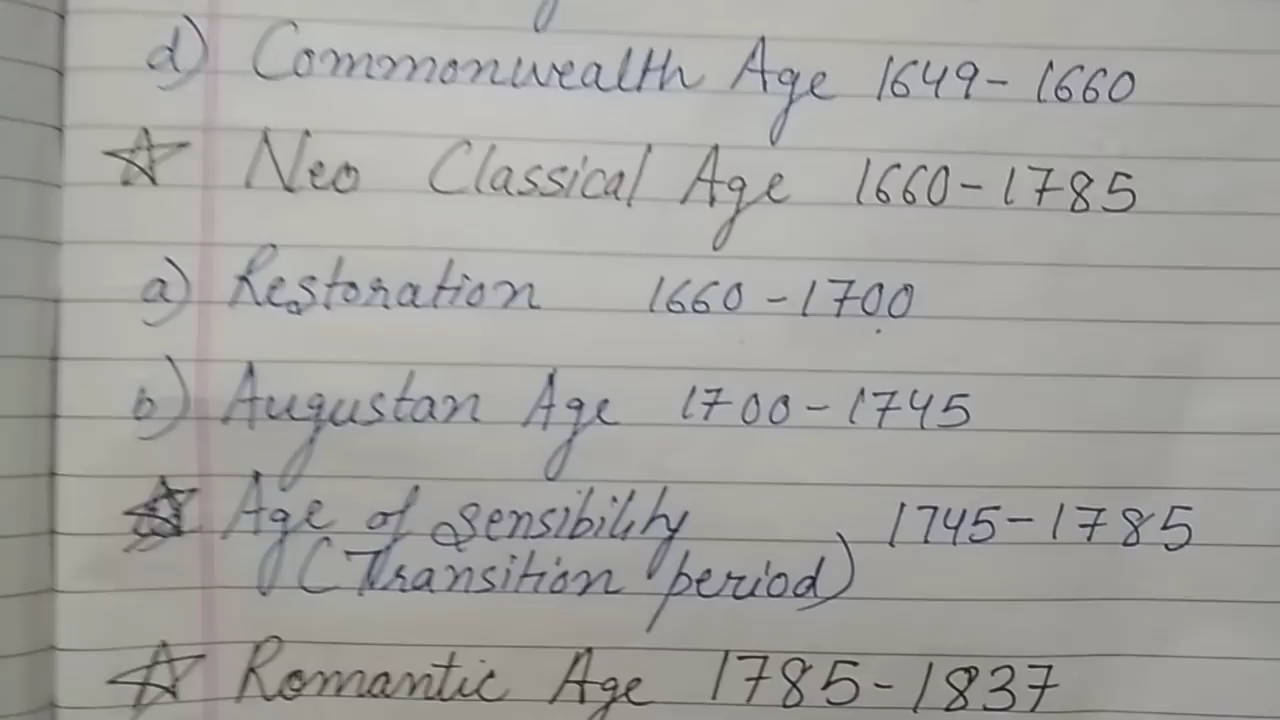 d) Commonwealth Age 1649-1660
☆ Neo Classical Age 1660-1785
a) Restoration 1660-1700
b) Augustan Age 1700-1745
☆ Age of Sensibility 1745-1785
(Transition period)
☆ Romantic Age 1785-1837